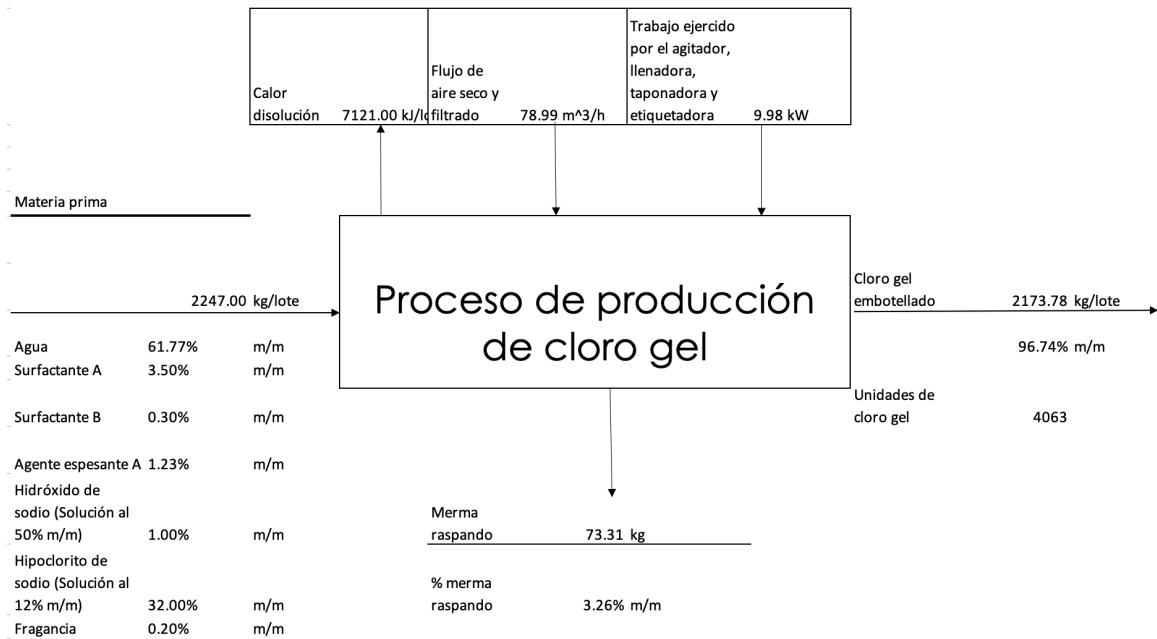 Trabajo ejercido
por el agitador,
llenadora,
taponadora y
etiquetadora 9.98 kW
Flujo de
aire seco y
filtrado 78.99 m^3/h
Calor
disolución 7121.00 kJ/lo
Materia prima
2247.00 kg/lote
Proceso de producción
de cloro gel
Cloro gel
embotellado 2173.78 kg/lote
96.74% m/m
Unidades de
cloro gel 4063
Agua 61.77% m/m
Surfactante A 3.50% m/m
Surfactante B 0.30% m/m
Agente espesante A 1.23% m/m
Hidróxido de
sodio (Solución al
50% m/m) 1.00% m/m
Hipoclorito de
sodio (Solución al
12% m/m) 32.00% m/m
Fragancia 0.20% m/m
Merma
raspando 73.31 kg
% merma
raspando 3.26% m/m